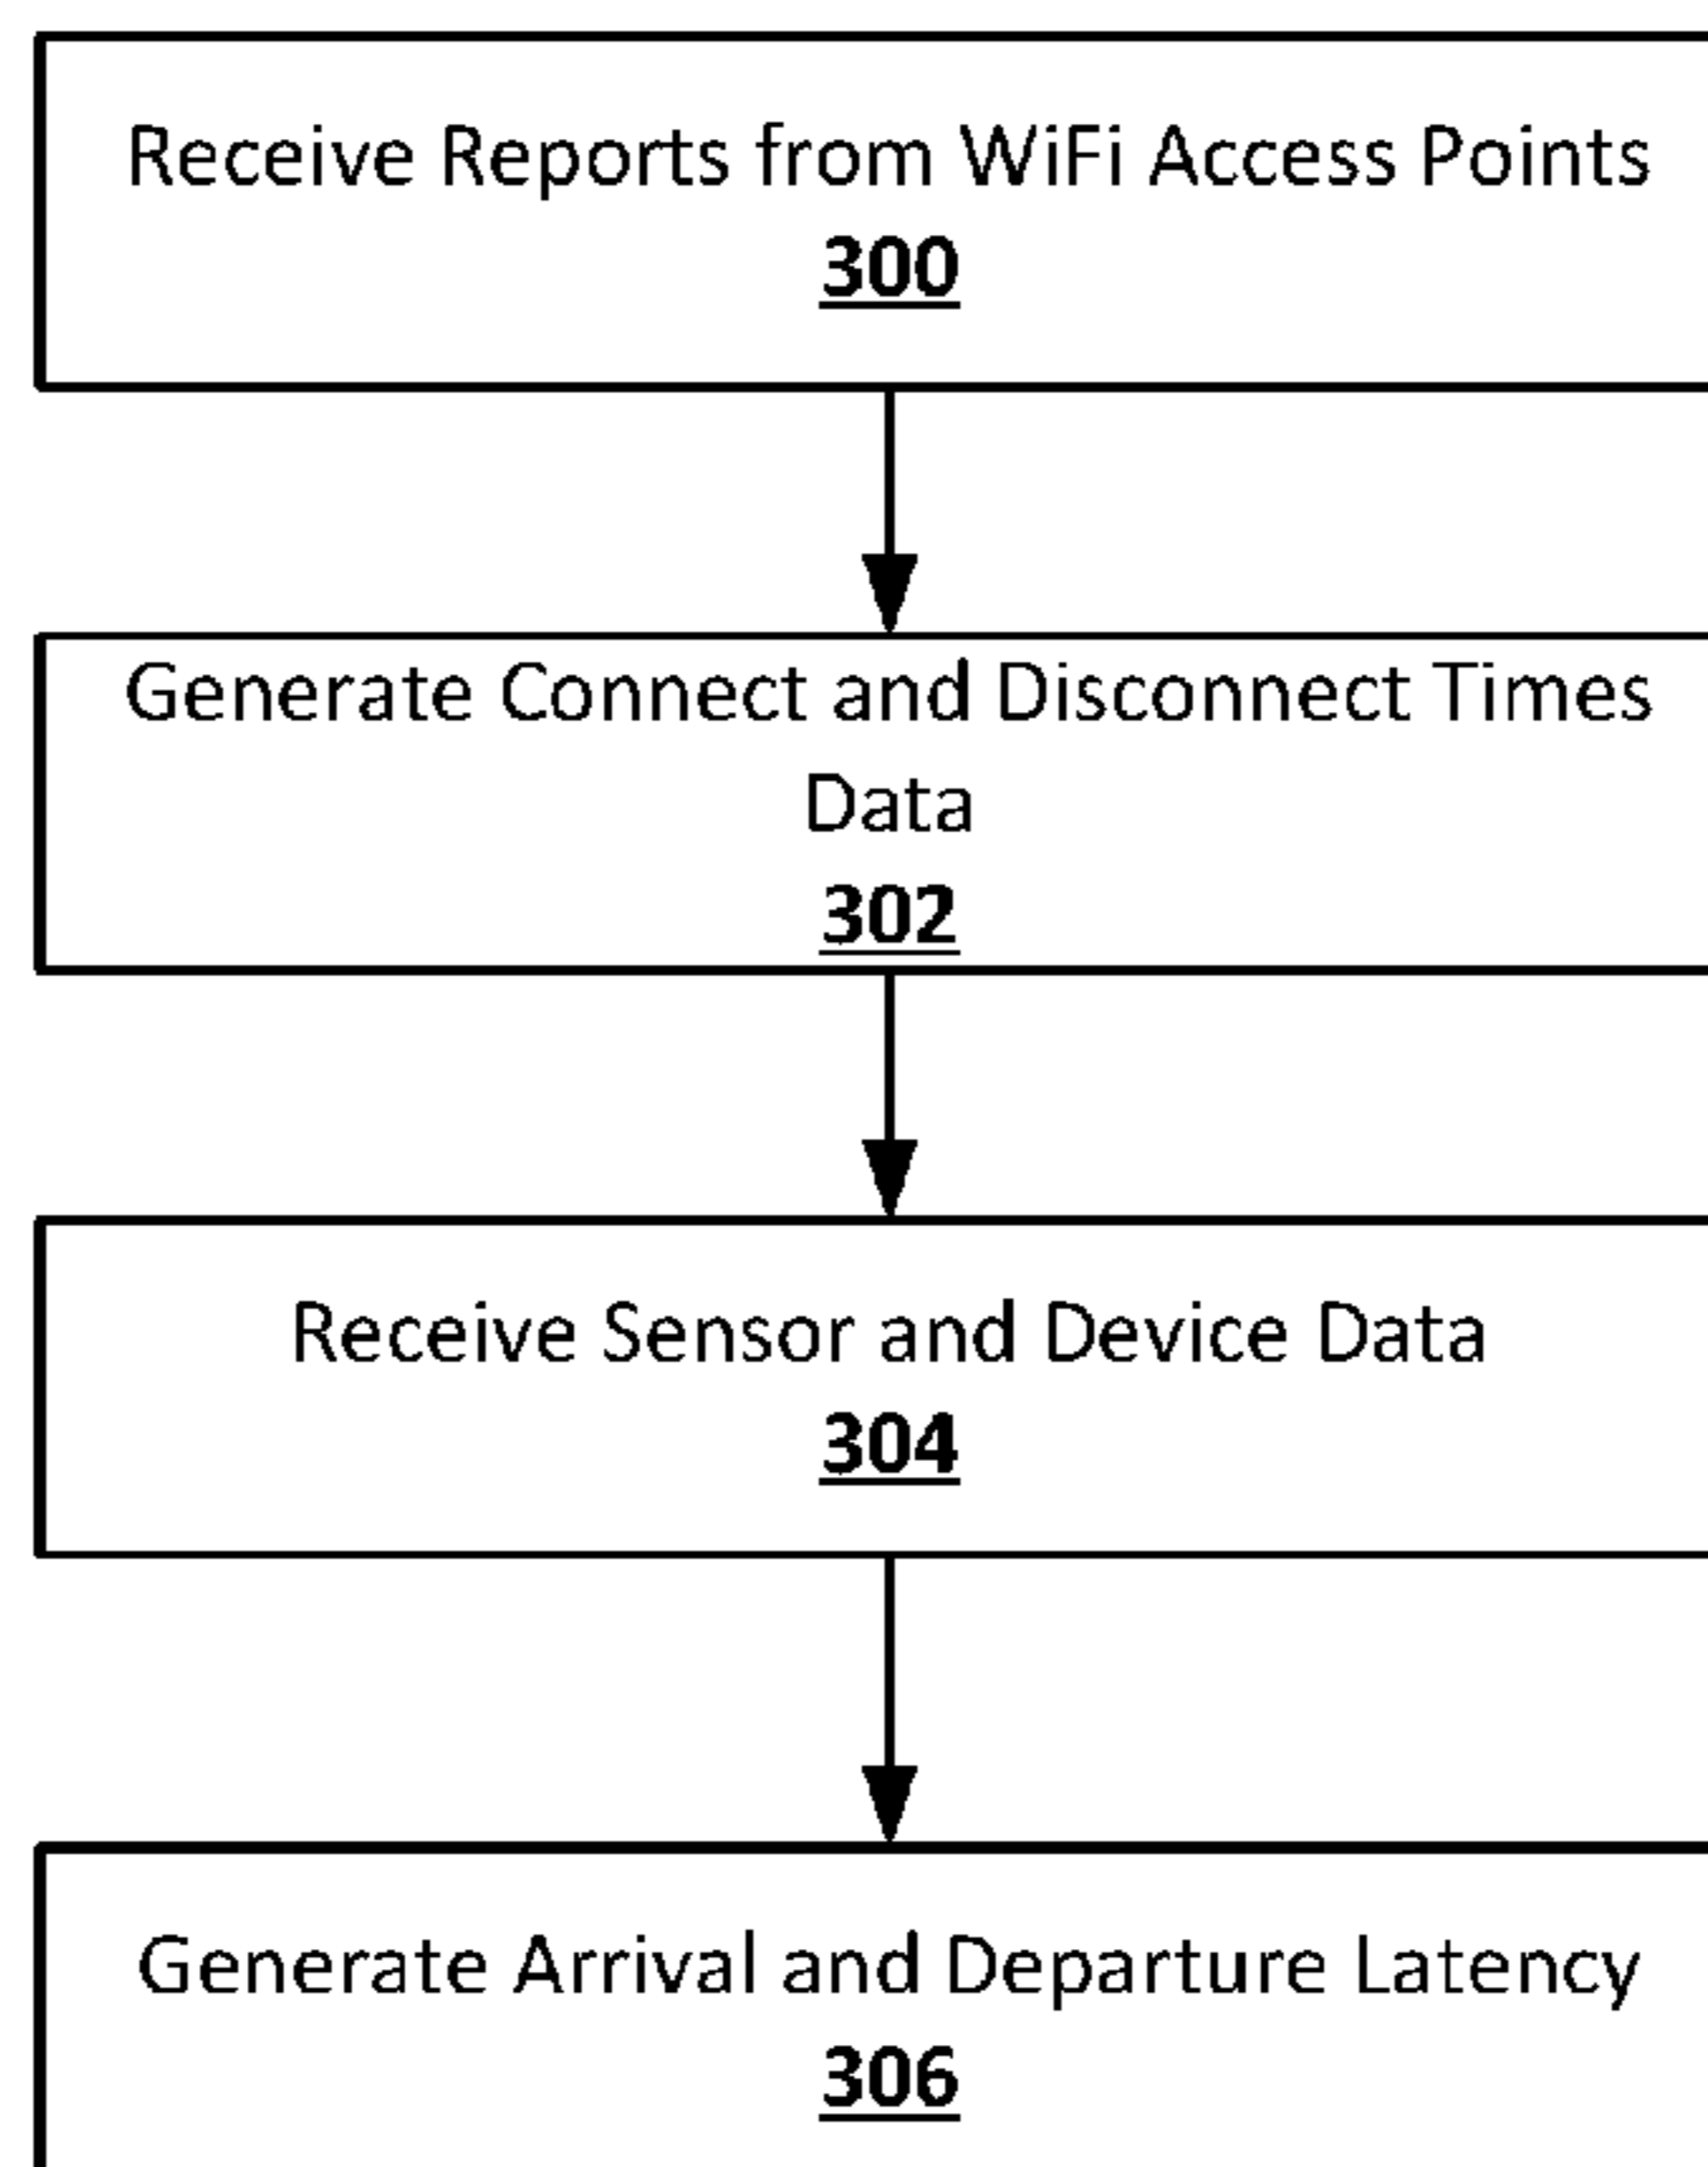 Receive Reports from WiFi Access Points
300
Generate Connect and Disconnect Times
Data
302
Receive Sensor and Device Data
304
Generate Arrival and Departure Latency
306